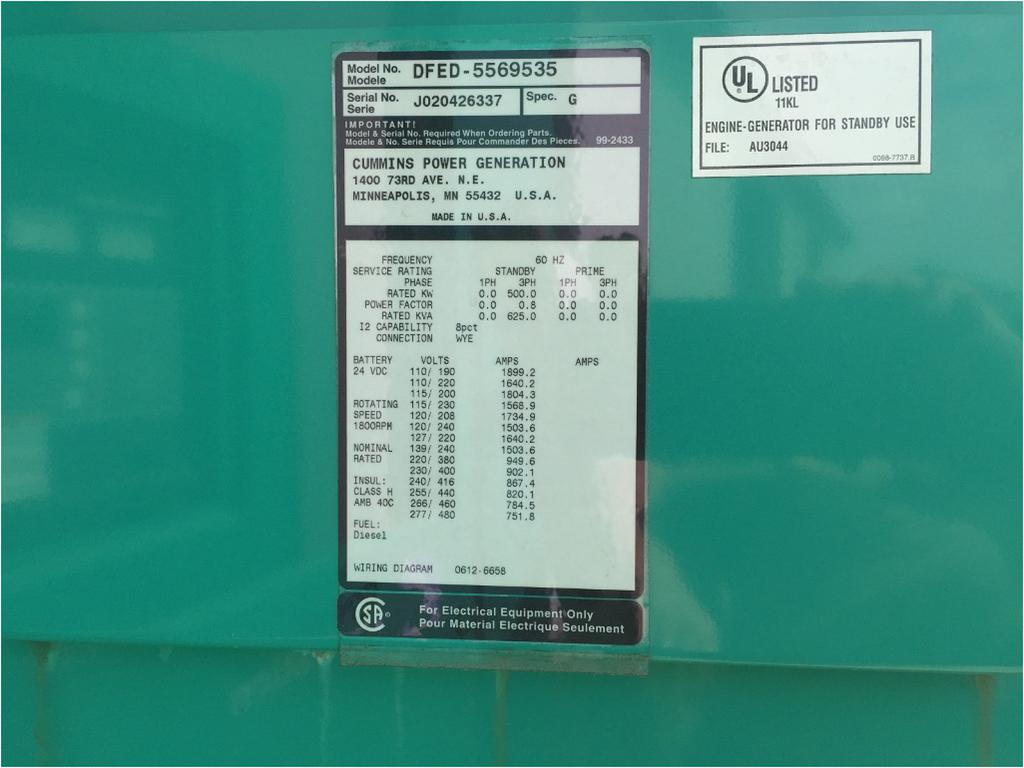 Model No. DFED-5569535
Modele
Serial No. J020426337 Spec. G
Serie
IMPORTANT!
Model & Serial No. Required When Ordering Parts.
Modele & No. Serie Requis Pour Commander Des Pieces. 99-2433
CUMMINS POWER GENERATION
1400 73RD AVE. N.E.
MINNEAPOLIS, MN 55432 U.S.A.
MADE IN U.S.A.
FREQUENCY 60 HZ
SERVICE RATING STANDBY PRIME
PHASE 1PH 3PH 1PH 3PH
RATED KW 0.0 500.0 0.0 0.0
POWER FACTOR 0.0 0.8 0.0 0.0
RATED KVA 0.0 625.0 0.0 0.0
I2 CAPABILITY 8pct
CONNECTION WYE
BATTERY VOLTS AMPS AMPS
24 VDC 110/ 190 1899.2
110/ 220 1640.2
115/ 200 1804.3
ROTATING 115/ 230 1568.9
SPEED 120/ 208 1734.9
1800RPM 120/ 240 1503.6
127/ 220 1640.2
NOMINAL 139/ 240 1503.6
RATED 220/ 380 949.6
230/ 400 902.1
INSUL: 240/ 416 867.4
CLASS H 255/ 440 820.1
AMB 40C 266/ 460 784.5
277/ 480 751.8
FUEL:
Diesel
WIRING DIAGRAM 0612-6658
SA®
For Electrical Equipment Only
Pour Material Electrique Seulement
UL LISTED
11KL
ENGINE-GENERATOR FOR STANDBY USE
FILE: AU3044
0098-7737.B